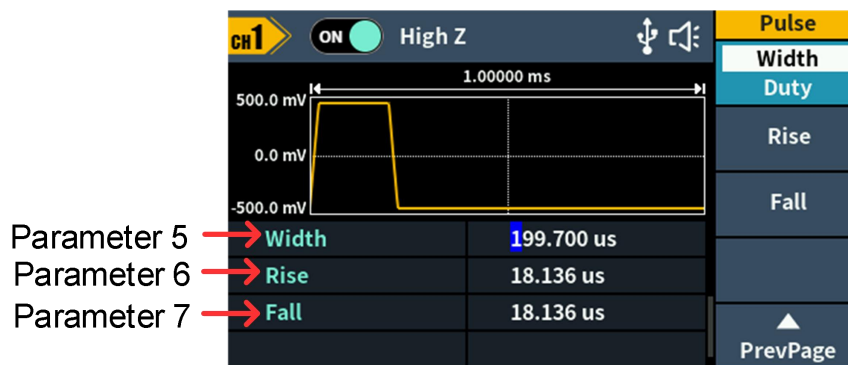 CH1 ON High Z
Pulse
Width
Duty
Rise
Fall
PrevPage
1.00000 ms
500.0 mV
0.0 mV
-500.0 mV
Parameter 5 Width 199.700 us
Parameter 6 Rise 18.136 us
Parameter 7 Fall 18.136 us